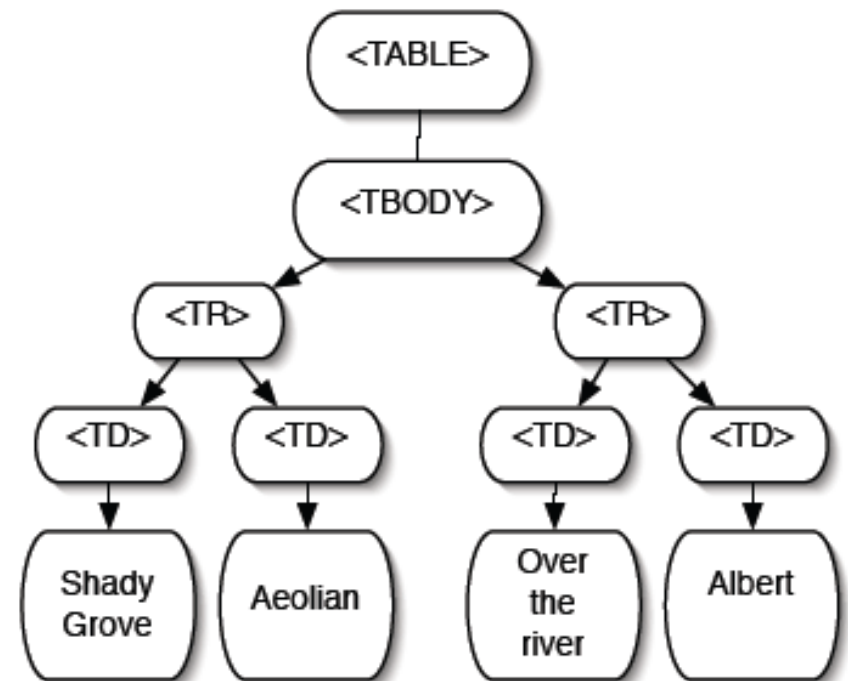 <TABLE>
<TBODY>
<TR>
<TR>
<TD>
<TD>
<TD>
<TD>
Shady
Grove
Aeolian
Over
the
river
Albert